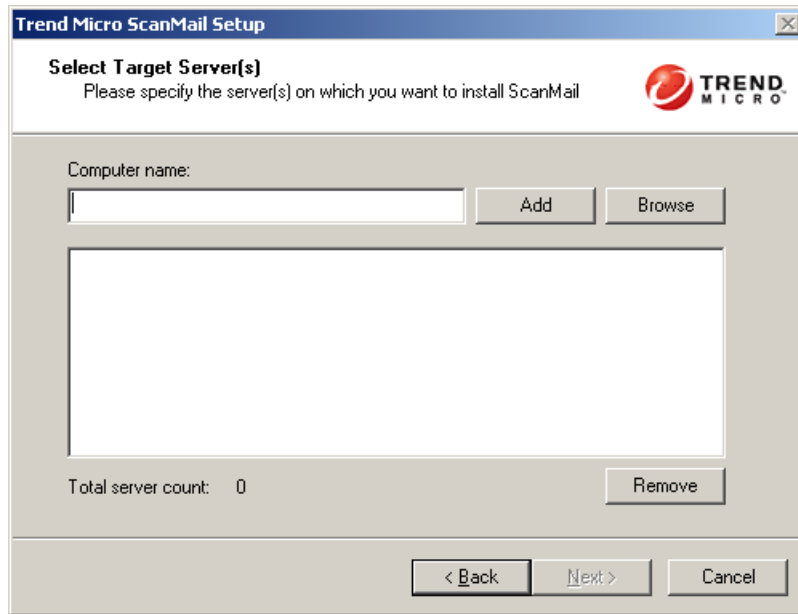 Trend Micro ScanMail Setup
Select Target Server(s)
Please specify the server(s) on which you want to install ScanMail
TREND
MICRO™
Computer name:
Add
Browse
Total server count: 0
Remove
< Back
Next >
Cancel